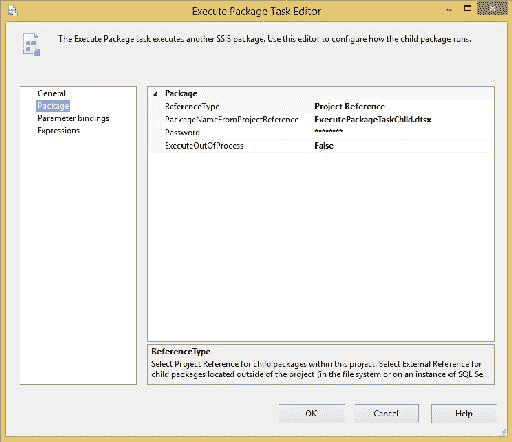 Execute Package Task Editor
The Execute Package task executes another SSIS package. Use this editor to configure how the child package runs.
General
Package
Parameter bindings
Expressions
Package
ReferenceType Project Reference
PackageNameFromProjectReference ExecutePackageTaskChild.dtsx
Password ********
ExecuteOutOfProcess False
ReferenceType
Select Project Reference for child packages within this project. Select External Reference for
child packages located outside of the project (in the file system or on an instance of SQL Se...
OK Cancel Help